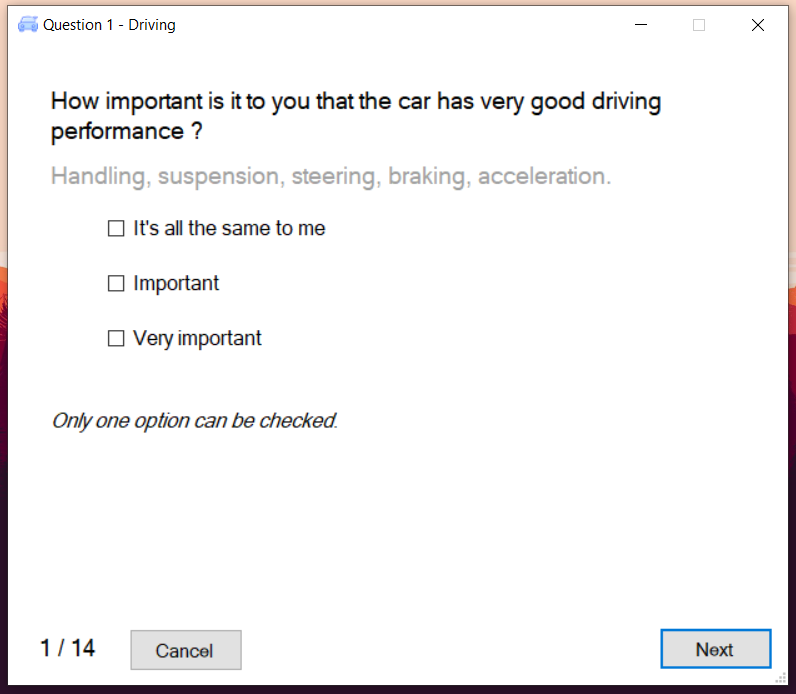 Question 1 - Driving
How important is it to you that the car has very good driving
performance ?
Handling, suspension, steering, braking, acceleration.
It's all the same to me
Important
Very important
Only one option can be checked.
1 / 14
Cancel
Next